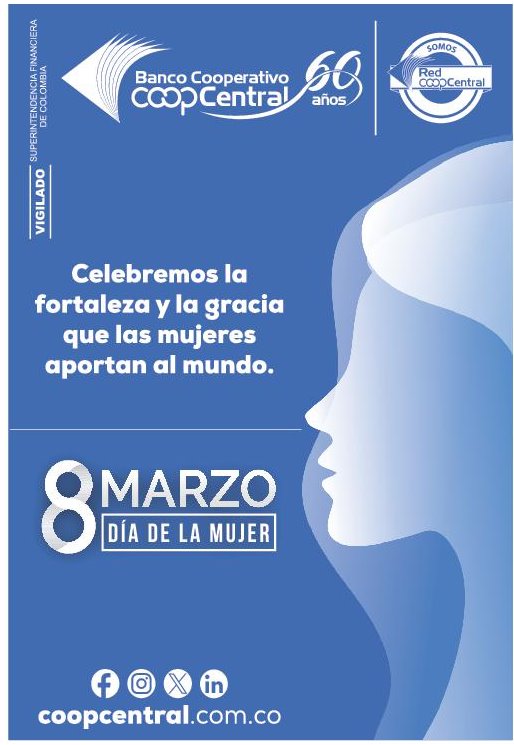 VIGILADO
SUPERINTENDENCIA FINANCIERA
DE COLOMBIA
Banco Cooperativo
COOPCentral
60
años
SOMOS
Red
COOPCentral
Celebremos la
fortaleza y la gracia
que las mujeres
aportan al mundo.
8 MARZO
DÍA DE LA MUJER
coopcentral.com.co